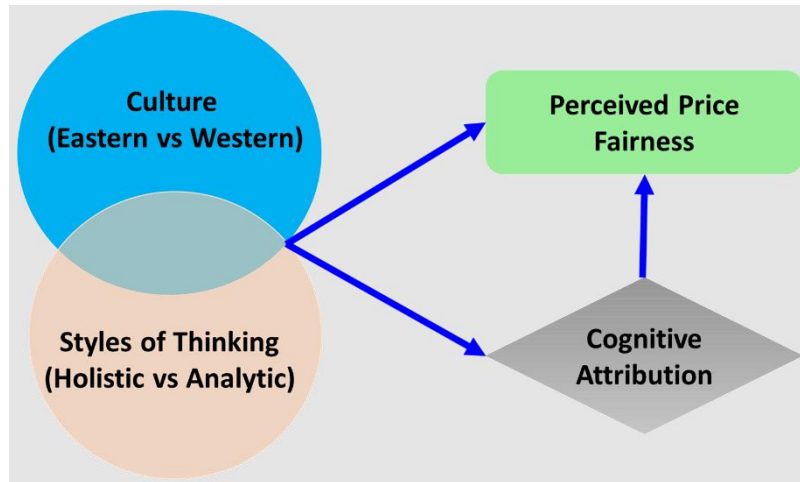 Culture
(Eastern vs Western)
Perceived Price
Fairness
Styles of Thinking
(Holistic vs Analytic)
Cognitive
Attribution